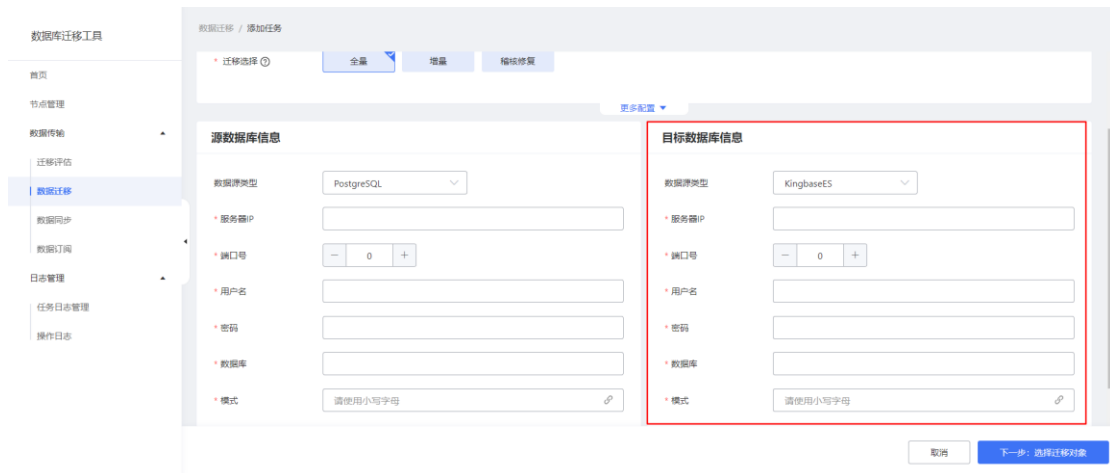 数据库迁移工具
首页
节点管理
数据传输
迁移评估
数据迁移
数据同步
数据订阅
日志管理
任务日志管理
操作日志
数据迁移 / 添加任务
* 迁移选择 ? 全量 增量 稽核修复
更多配置
源数据库信息
数据源类型 PostgreSQL
* 服务器IP
* 端口号 − 0 +
* 用户名
* 密码
* 数据库
* 模式 请使用小写字母
目标数据库信息
数据源类型 KingbaseES
* 服务器IP
* 端口号 − 0 +
* 用户名
* 密码
* 数据库
* 模式 请使用小写字母
取消 下一步：选择迁移对象